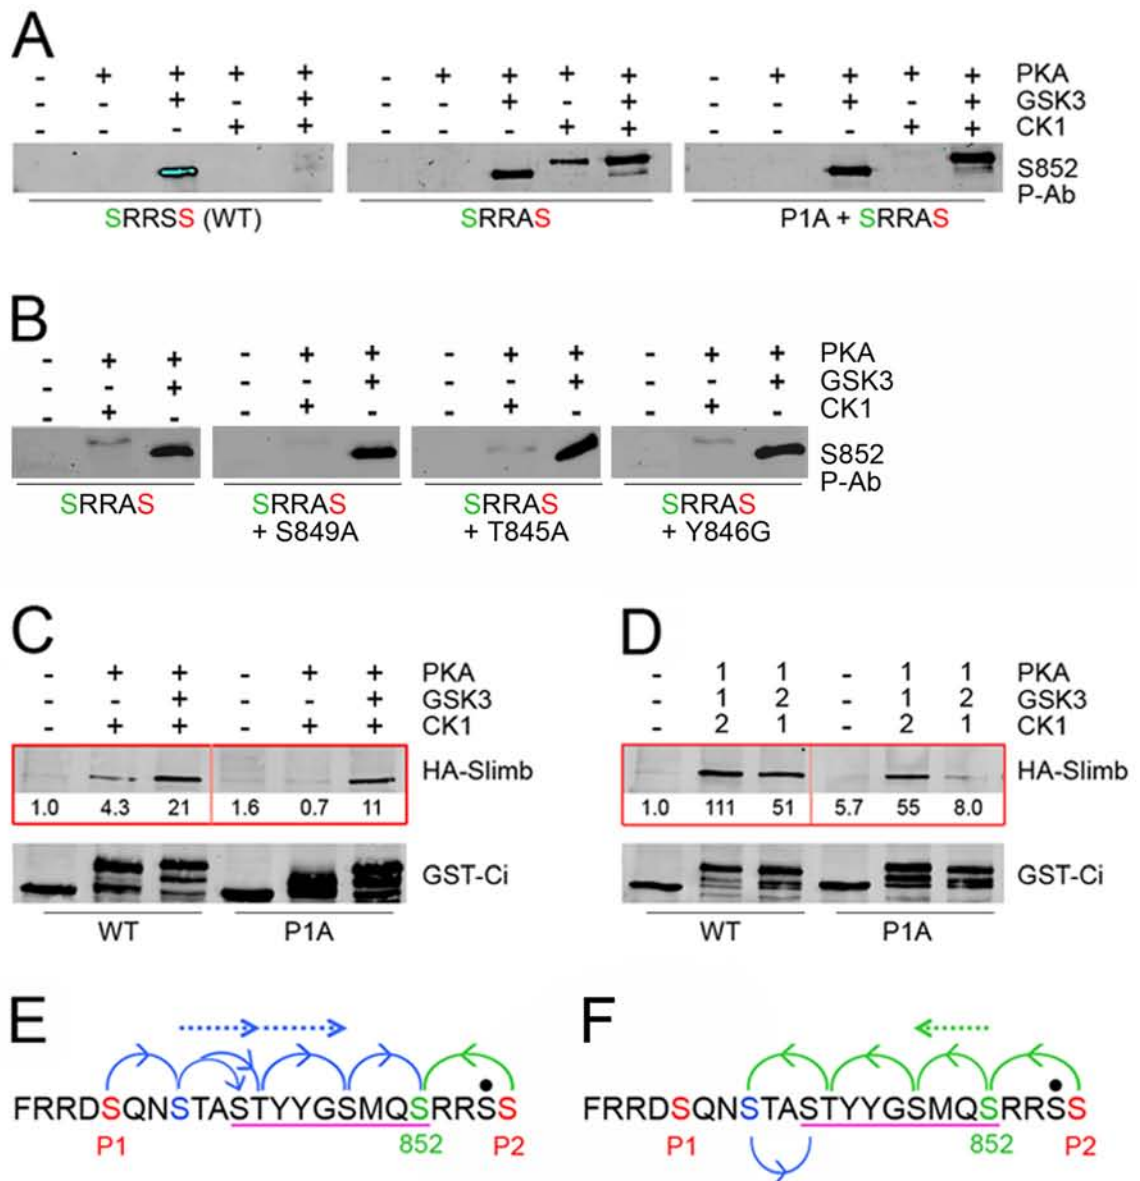 A
- + + + + - + + + + - + + + + PKA
- - + - + - - + - + - - + - + GSK3
- - - + + - - - + + - - - + + CK1
S852
P-Ab
SRRSS (WT) SRRAS P1A + SRRAS
B
- + + - + + - + + - + + PKA
- - + - - + - - + - - + GSK3
- + - - + - - + - - + - CK1
S852
P-Ab
SRRAS SRRAS SRRAS SRRAS
+ S849A + T845A + Y846G
C
- + + - + + PKA
- - + - - + GSK3
- + + - + + CK1
HA-Slimb
1.0 4.3 21 1.6 0.7 11
GST-Ci
WT P1A
D
- 1 1 - 1 1 PKA
- 1 2 - 1 2 GSK3
- 2 1 - 2 1 CK1
HA-Slimb
1.0 111 51 5.7 55 8.0
GST-Ci
WT P1A
E
FRRDSQNSTASTYYGSMQSRRSS
P1 852 P2
F
FRRDSQNSTASTYYGSMQSRRSS
P1 852 P2